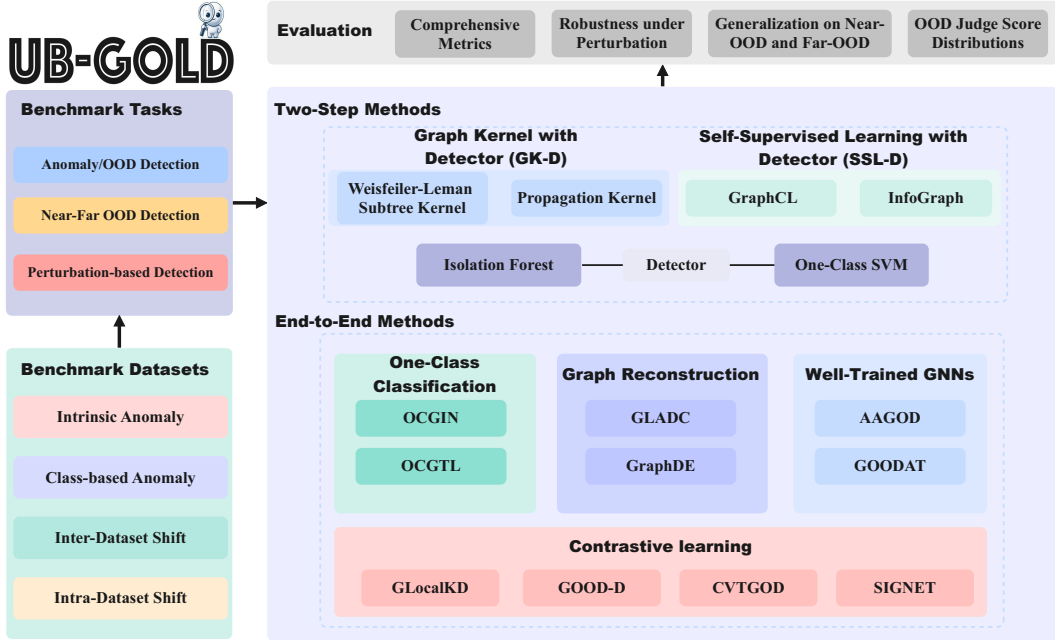 UB-GOLD
Benchmark Tasks
Anomaly/OOD Detection
Near-Far OOD Detection
Perturbation-based Detection
Benchmark Datasets
Intrinsic Anomaly
Class-based Anomaly
Inter-Dataset Shift
Intra-Dataset Shift
Evaluation
Comprehensive
Metrics
Robustness under
Perturbation
Generalization on Near-
OOD and Far-OOD
OOD Judge Score
Distributions
Two-Step Methods
Graph Kernel with
Detector (GK-D)
Weisfeiler-Leman
Subtree Kernel
Propagation Kernel
Self-Supervised Learning with
Detector (SSL-D)
GraphCL
InfoGraph
Isolation Forest
Detector
One-Class SVM
End-to-End Methods
One-Class
Classification
OCGIN
OCGTL
Graph Reconstruction
GLADC
GraphDE
Well-Trained GNNs
AAGOD
GOODAT
Contrastive learning
GLocalKD
GOOD-D
CVTGOD
SIGNET